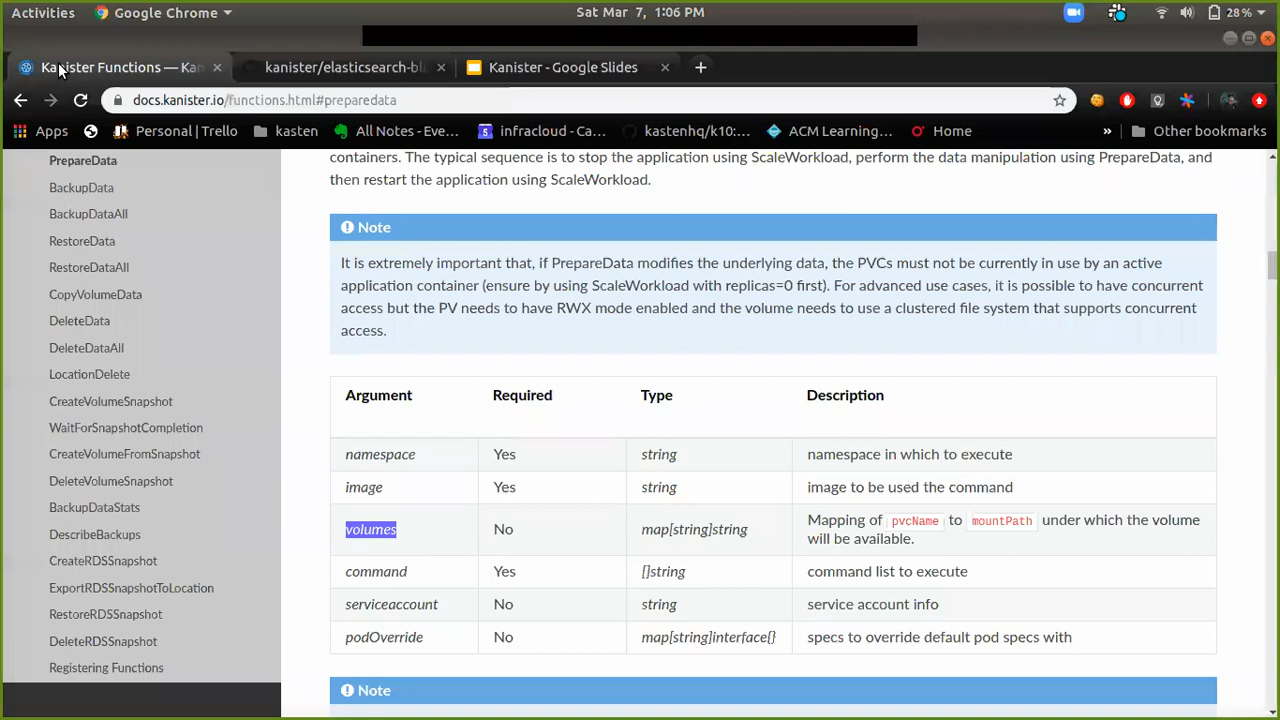 Activities Google Chrome Sat Mar 7, 1:06 PM 28%
Kanister Functions — Kan kanister/elasticsearch-bl Kanister - Google Slides
docs.kanister.io/functions.html#preparedata
Apps Personal | Trello kasten All Notes - Eve... infracloud - Ca... kastenhq/k10:... ACM Learning... Home » Other bookmarks
PrepareData
BackupData
BackupDataAll
RestoreData
RestoreDataAll
CopyVolumeData
DeleteData
DeleteDataAll
LocationDelete
CreateVolumeSnapshot
WaitForSnapshotCompletion
CreateVolumeFromSnapshot
DeleteVolumeSnapshot
BackupDataStats
DescribeBackups
CreateRDSSnapshot
ExportRDSSnapshotToLocation
RestoreRDSSnapshot
DeleteRDSSnapshot
Registering Functions
containers. The typical sequence is to stop the application using ScaleWorkload, perform the data manipulation using PrepareData, and
then restart the application using ScaleWorkload.
Note
It is extremely important that, if PrepareData modifies the underlying data, the PVCs must not be currently in use by an active
application container (ensure by using ScaleWorkload with replicas=0 first). For advanced use cases, it is possible to have concurrent
access but the PV needs to have RWX mode enabled and the volume needs to use a clustered file system that supports concurrent
access.
Argument Required Type Description
namespace Yes string namespace in which to execute
image Yes string image to be used the command
volumes No map[string]string Mapping of pvcName to mountPath under which the volume
will be available.
command Yes []string command list to execute
serviceaccount No string service account info
podOverride No map[string]interface{} specs to override default pod specs with
Note